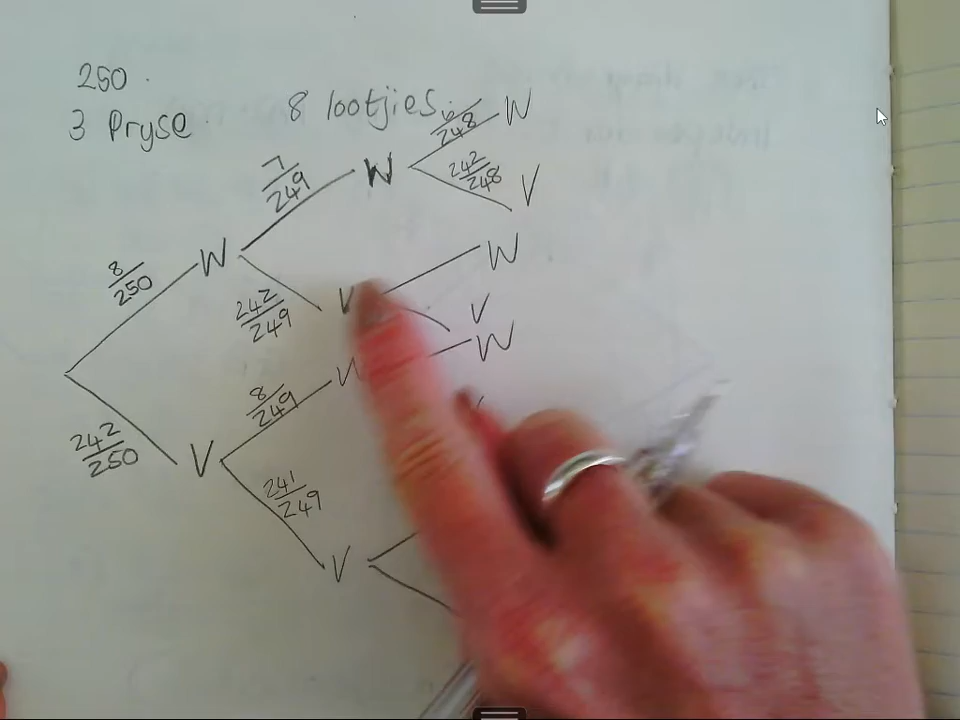 250
3 Pryse
8 lootjies
6/248 W
7/249 W
242/248 V
8/250 W
W
242/249 V
V
W
8/249 W
242/250 V
241/249
V